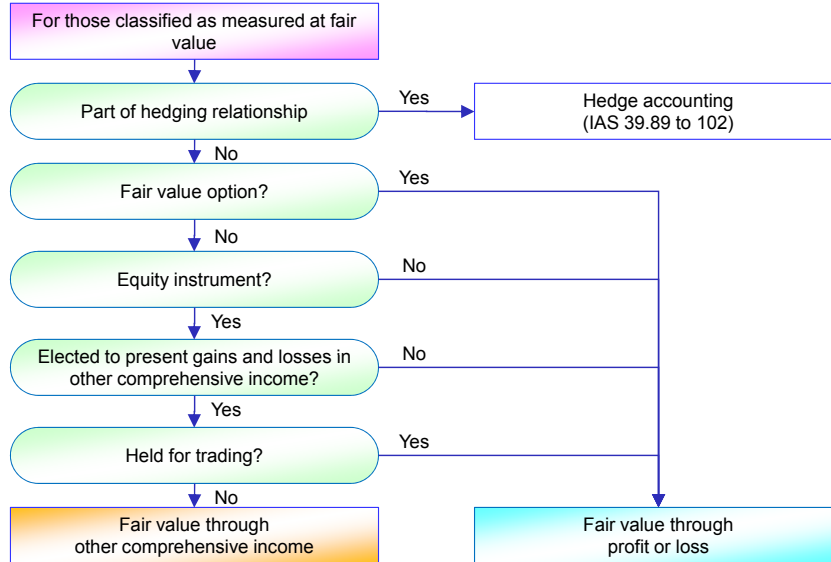 For those classified as measured at fair
value
Part of hedging relationship
Yes
Hedge accounting
(IAS 39.89 to 102)
No
Fair value option?
Yes
No
Equity instrument?
No
Yes
Elected to present gains and losses in
other comprehensive income?
No
Yes
Held for trading?
Yes
No
Fair value through
other comprehensive income
Fair value through
profit or loss